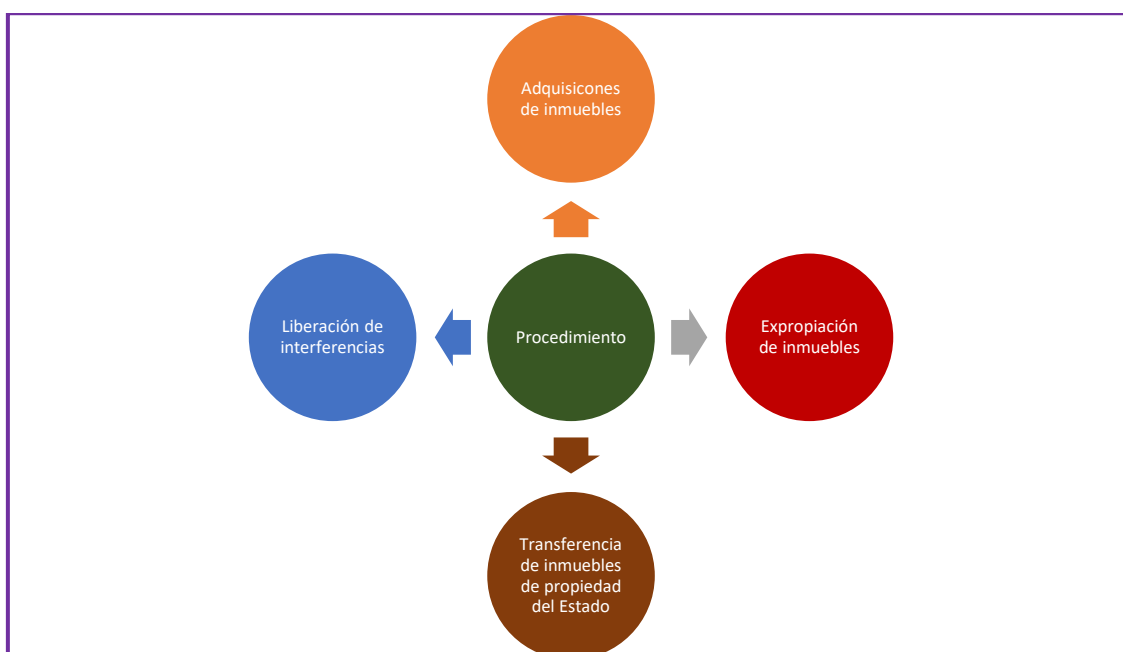 Adquisicones
de inmuebles
Liberación de
interferencias
Procedimiento
Expropiación
de inmuebles
Transferencia
de inmuebles
de propiedad
del Estado